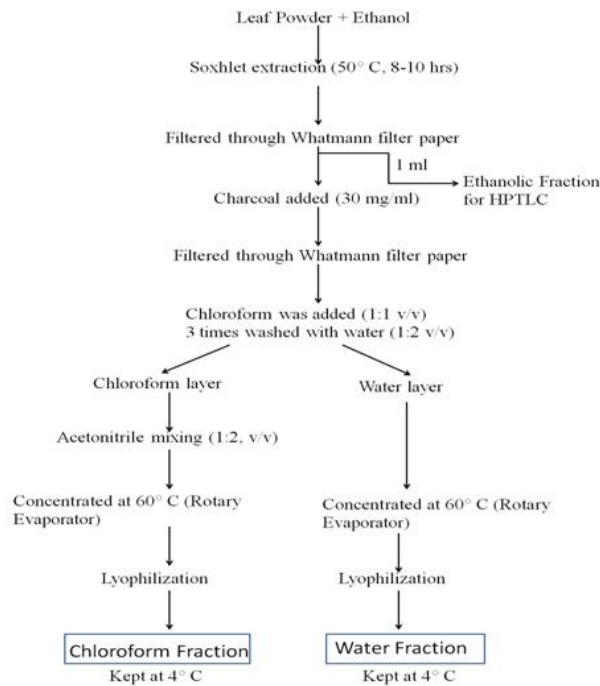 Leaf Powder + Ethanol
Soxhlet extraction (50° C, 8-10 hrs)
Filtered through Whatmann filter paper
1 ml
Ethanolic Fraction
for HPTLC
Charcoal added (30 mg/ml)
Filtered through Whatmann filter paper
Chloroform was added (1:1 v/v)
3 times washed with water (1:2 v/v)
Chloroform layer
Water layer
Acetonitrile mixing (1:2, v/v)
Concentrated at 60° C (Rotary
Evaporator)
Concentrated at 60° C (Rotary
Evaporator)
Lyophilization
Lyophilization
Chloroform Fraction
Water Fraction
Kept at 4° C
Kept at 4° C